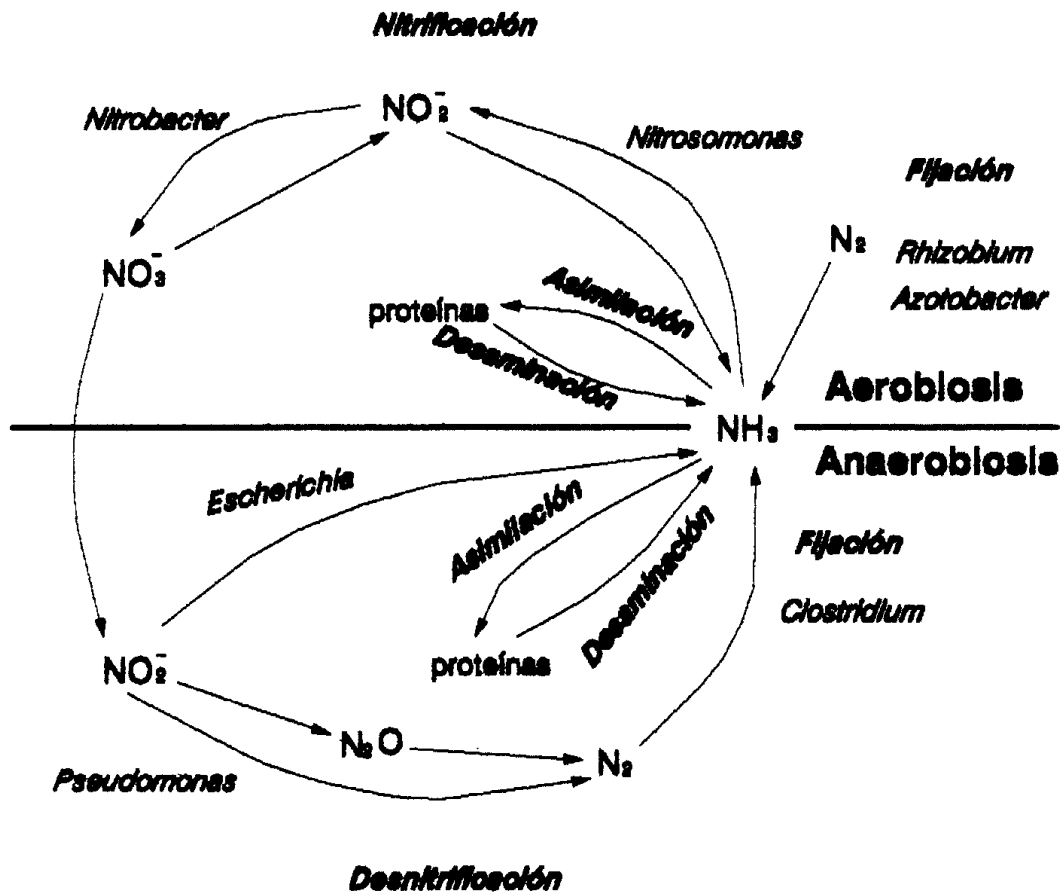 Nitrificación
NO₂⁻
Nitrobacter
Nitrosomonas
Fijación
N₂
Rhizobium
Azotobacter
NO₃⁻
proteínas
Asimilación
Desaminación
Aerobiosis
NH₃
Anaerobiosis
Escherichia
Asimilación
Desaminación
Fijación
Clostridium
proteínas
NO₂⁻
N₂O
N₂
Pseudomonas
Desnitrificación